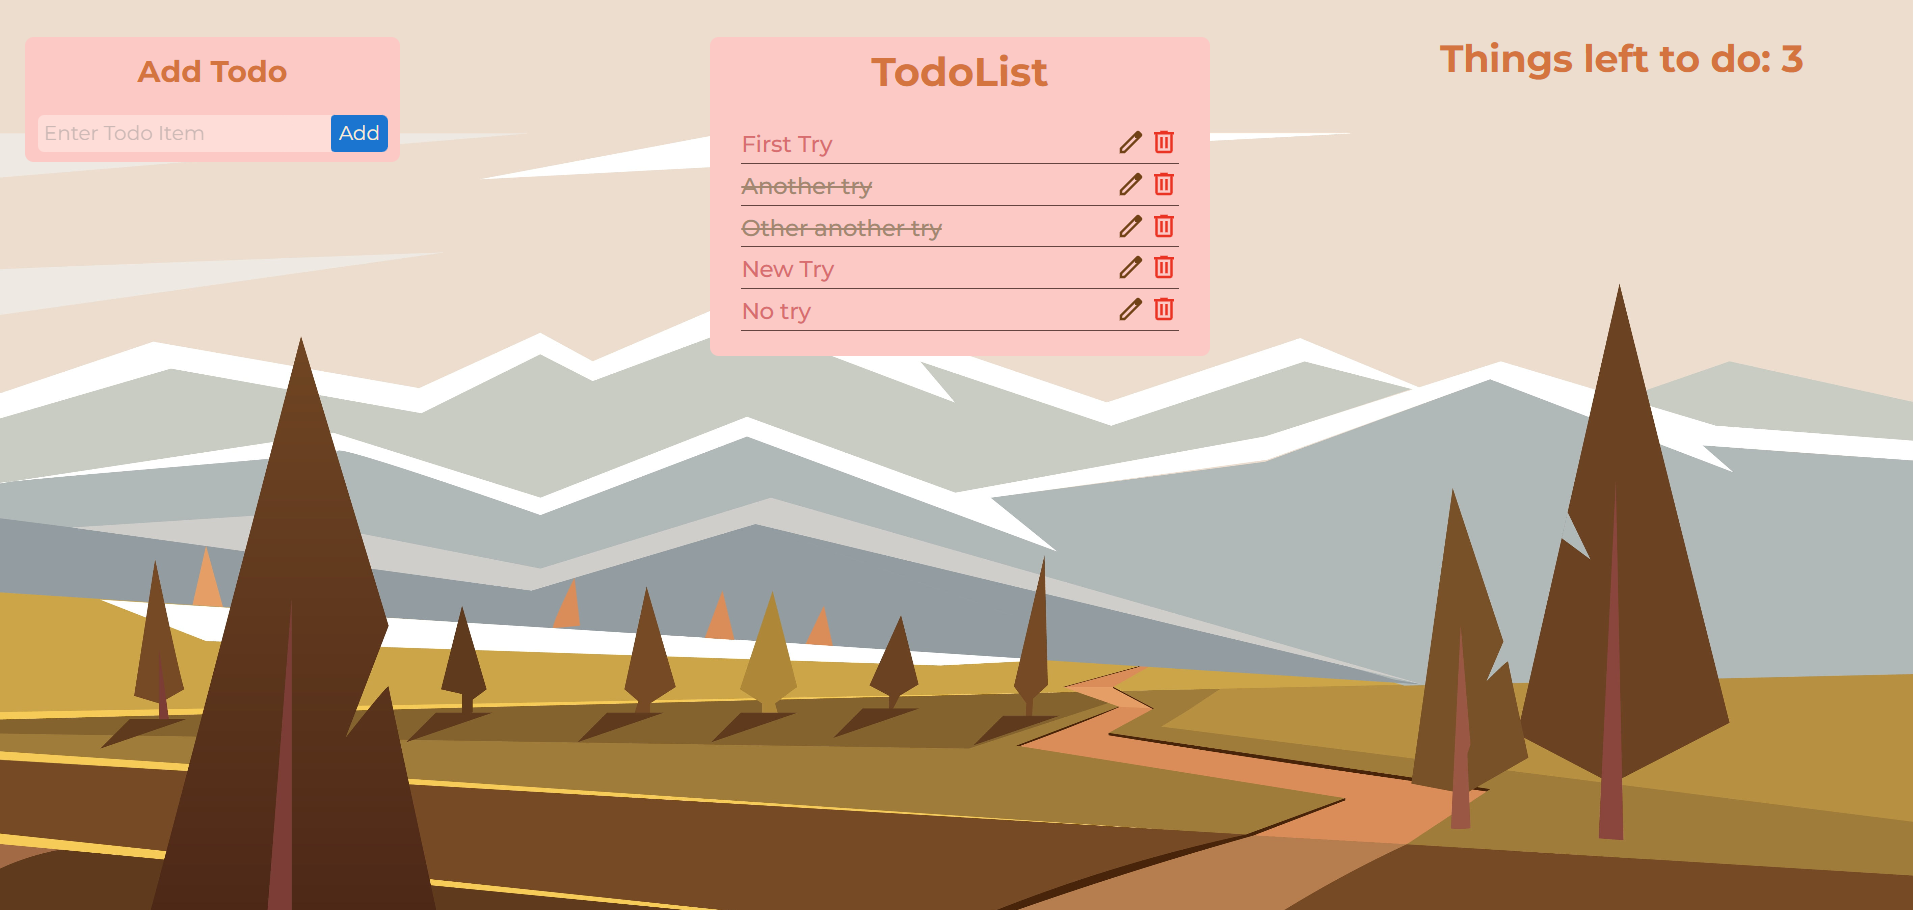 Add Todo
Enter Todo Item
Add
TodoList
First Try
Another try
Other another try
New Try
No try
Things left to do: 3